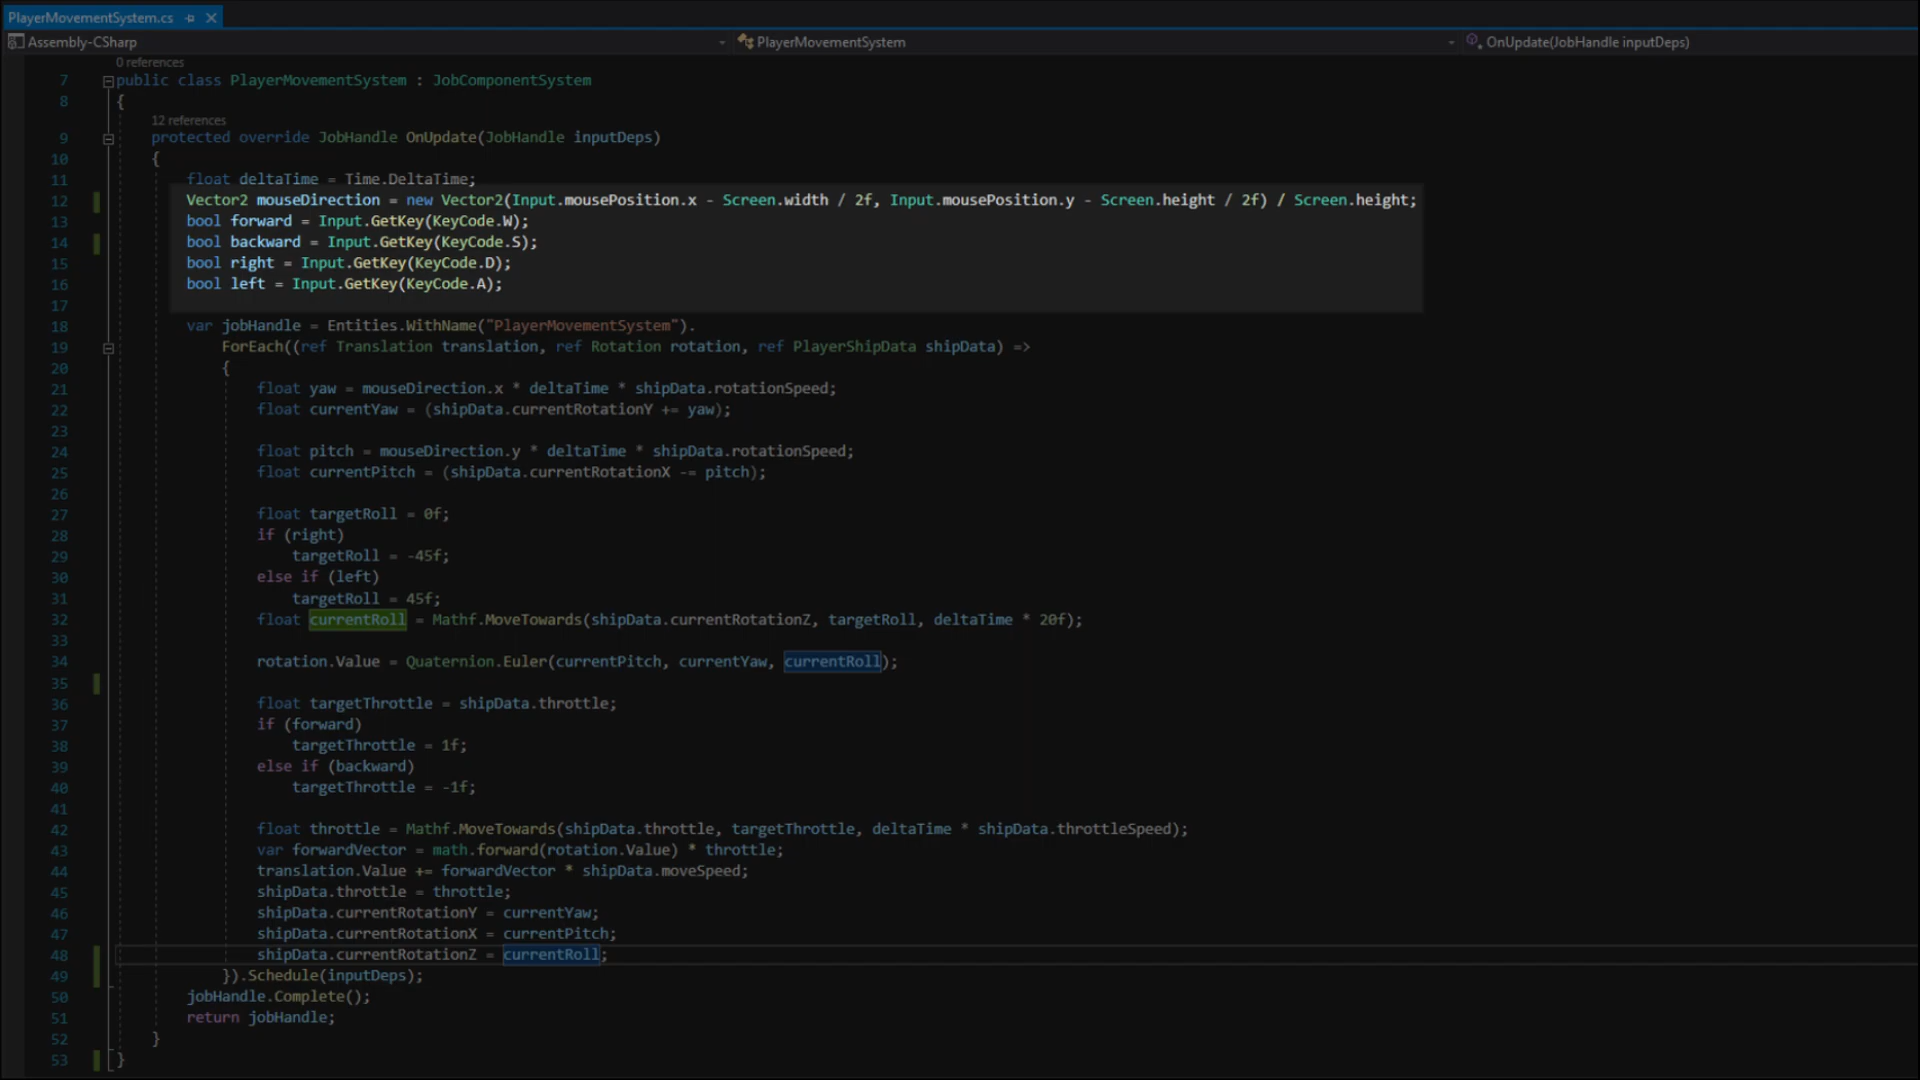 PlayerMovementSystem.cs
Assembly-CSharp PlayerMovementSystem OnUpdate(JobHandle inputDeps)
0 references
7 public class PlayerMovementSystem : JobComponentSystem
8 {
12 references
9 protected override JobHandle OnUpdate(JobHandle inputDeps)
10 {
11 float deltaTime = Time.DeltaTime;
12 Vector2 mouseDirection = new Vector2(Input.mousePosition.x - Screen.width / 2f, Input.mousePosition.y - Screen.height / 2f) / Screen.height;
13 bool forward = Input.GetKey(KeyCode.W);
14 bool backward = Input.GetKey(KeyCode.S);
15 bool right = Input.GetKey(KeyCode.D);
16 bool left = Input.GetKey(KeyCode.A);
17
18 var jobHandle = Entities.WithName("PlayerMovementSystem").
19 ForEach((ref Translation translation, ref Rotation rotation, ref PlayerShipData shipData) =>
20 {
21 float yaw = mouseDirection.x * deltaTime * shipData.rotationSpeed;
22 float currentYaw = (shipData.currentRotationY += yaw);
23
24 float pitch = mouseDirection.y * deltaTime * shipData.rotationSpeed;
25 float currentPitch = (shipData.currentRotationX -= pitch);
26
27 float targetRoll = 0f;
28 if (right)
29 targetRoll = -45f;
30 else if (left)
31 targetRoll = 45f;
32 float currentRoll = Mathf.MoveTowards(shipData.currentRotationZ, targetRoll, deltaTime * 20f);
33
34 rotation.Value = Quaternion.Euler(currentPitch, currentYaw, currentRoll);
35
36 float targetThrottle = shipData.throttle;
37 if (forward)
38 targetThrottle = 1f;
39 else if (backward)
40 targetThrottle = -1f;
41
42 float throttle = Mathf.MoveTowards(shipData.throttle, targetThrottle, deltaTime * shipData.throttleSpeed);
43 var forwardVector = math.forward(rotation.Value) * throttle;
44 translation.Value += forwardVector * shipData.moveSpeed;
45 shipData.throttle = throttle;
46 shipData.currentRotationY = currentYaw;
47 shipData.currentRotationX = currentPitch;
48 shipData.currentRotationZ = currentRoll;
49 }).Schedule(inputDeps);
50 jobHandle.Complete();
51 return jobHandle;
52 }
53 }